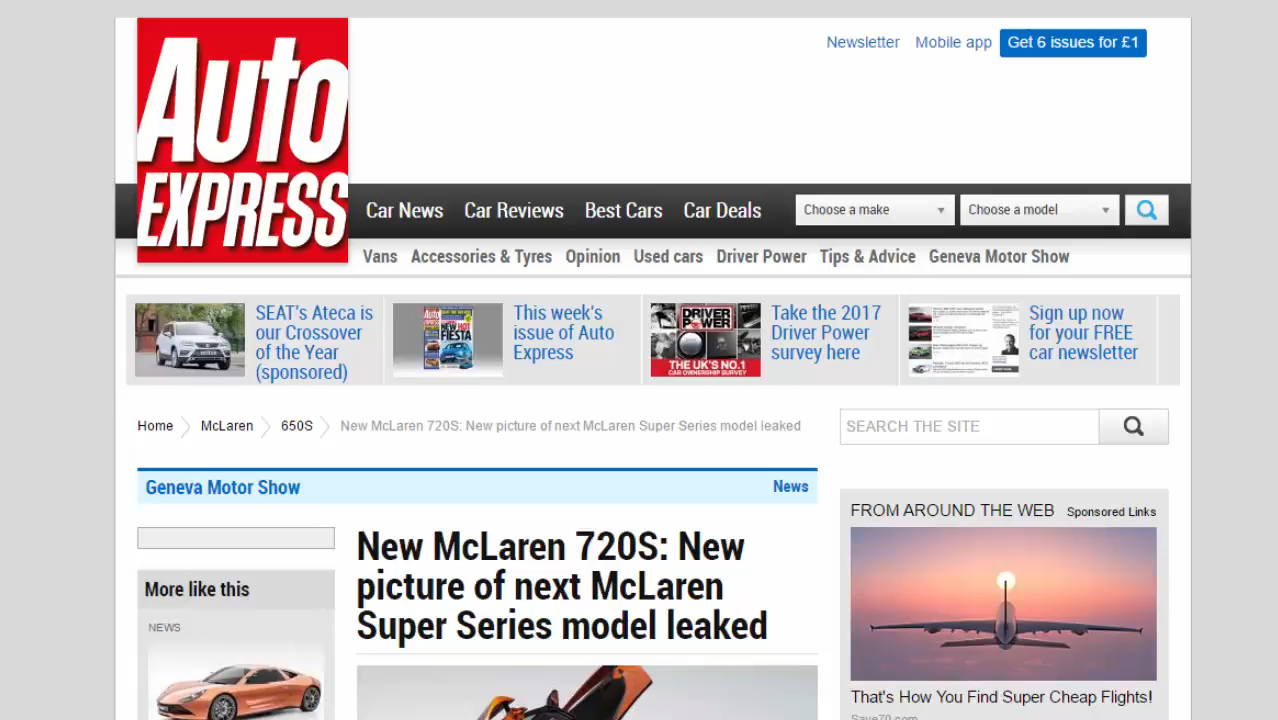 Auto
EXPRESS
Newsletter Mobile app Get 6 issues for £1
Car News Car Reviews Best Cars Car Deals Choose a make Choose a model
Vans Accessories & Tyres Opinion Used cars Driver Power Tips & Advice Geneva Motor Show
SEAT's Ateca is
our Crossover
of the Year
(sponsored)
Auto
FIESTA
This week's
issue of Auto
Express
DRIVER
POWER
THE UK'S NO.1
CAR OWNERSHIP SURVEY
Take the 2017
Driver Power
survey here
Sign up now
for your FREE
car newsletter
Home McLaren 650S New McLaren 720S: New picture of next McLaren Super Series model leaked
SEARCH THE SITE
Geneva Motor Show News
More like this
NEWS
New McLaren 720S: New
picture of next McLaren
Super Series model leaked
FROM AROUND THE WEB Sponsored Links
That's How You Find Super Cheap Flights!
Save70.com